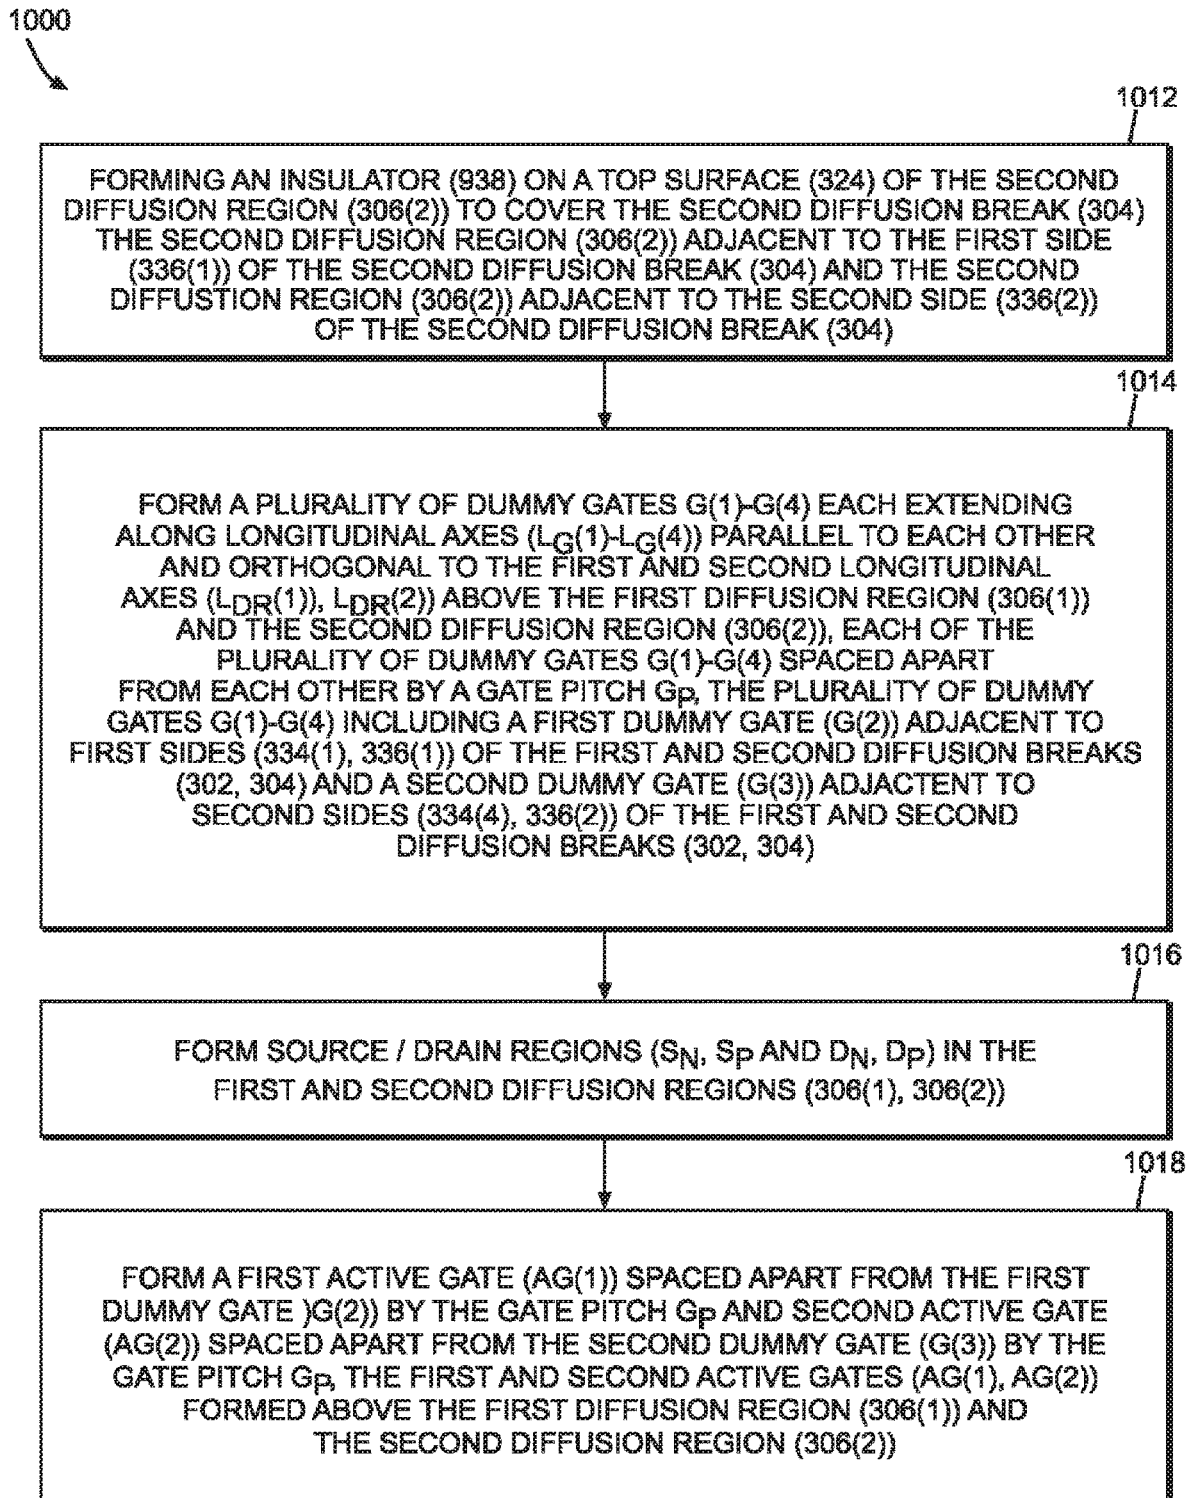 1000
1012
FORMING AN INSULATOR (938) ON A TOP SURFACE (324) OF THE SECOND
DIFFUSION REGION (306(2)) TO COVER THE SECOND DIFFUSION BREAK (304)
THE SECOND DIFFUSION REGION (306(2)) ADJACENT TO THE FIRST SIDE
(336(1)) OF THE SECOND DIFFUSION BREAK (304) AND THE SECOND
DIFFUSTION REGION (306(2)) ADJACENT TO THE SECOND SIDE (336(2))
OF THE SECOND DIFFUSION BREAK (304)
1014
FORM A PLURALITY OF DUMMY GATES G(1)-G(4) EACH EXTENDING
ALONG LONGITUDINAL AXES (LG(1)-LG(4)) PARALLEL TO EACH OTHER
AND ORTHOGONAL TO THE FIRST AND SECOND LONGITUDINAL
AXES (LDR(1)), LDR(2)) ABOVE THE FIRST DIFFUSION REGION (306(1))
AND THE SECOND DIFFUSION REGION (306(2)), EACH OF THE
PLURALITY OF DUMMY GATES G(1)-G(4) SPACED APART
FROM EACH OTHER BY A GATE PITCH GP, THE PLURALITY OF DUMMY
GATES G(1)-G(4) INCLUDING A FIRST DUMMY GATE (G(2)) ADJACENT TO
FIRST SIDES (334(1), 336(1)) OF THE FIRST AND SECOND DIFFUSION BREAKS
(302, 304) AND A SECOND DUMMY GATE (G(3)) ADJACTENT TO
SECOND SIDES (334(4), 336(2)) OF THE FIRST AND SECOND
DIFFUSION BREAKS (302, 304)
1016
FORM SOURCE / DRAIN REGIONS (SN, SP AND DN, DP) IN THE
FIRST AND SECOND DIFFUSION REGIONS (306(1), 306(2))
1018
FORM A FIRST ACTIVE GATE (AG(1)) SPACED APART FROM THE FIRST
DUMMY GATE )G(2)) BY THE GATE PITCH GP AND SECOND ACTIVE GATE
(AG(2)) SPACED APART FROM THE SECOND DUMMY GATE (G(3)) BY THE
GATE PITCH GP, THE FIRST AND SECOND ACTIVE GATES (AG(1), AG(2))
FORMED ABOVE THE FIRST DIFFUSION REGION (306(1)) AND
THE SECOND DIFFUSION REGION (306(2))